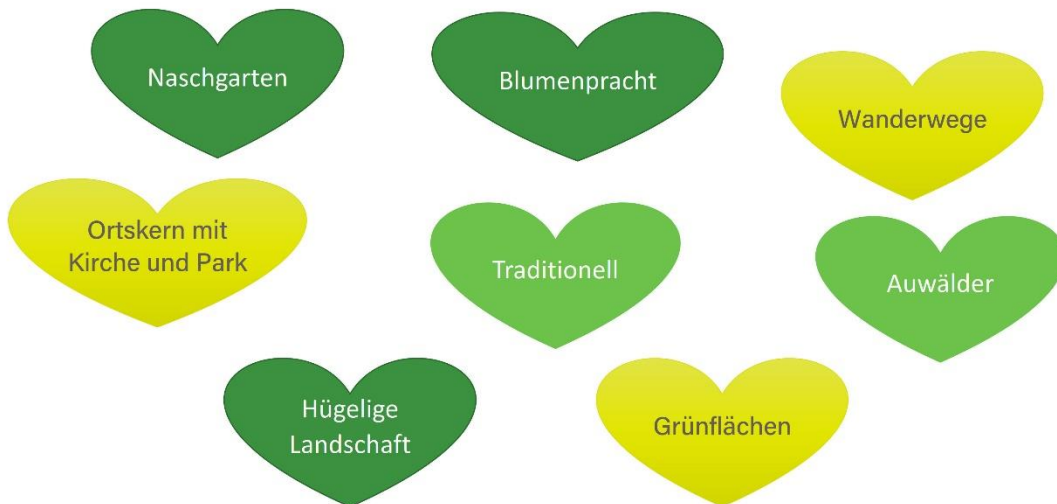 Naschgarten
Blumenpracht
Wanderwege
Ortskern mit
Kirche und Park
Traditionell
Auwälder
Hügelige
Landschaft
Grünflächen